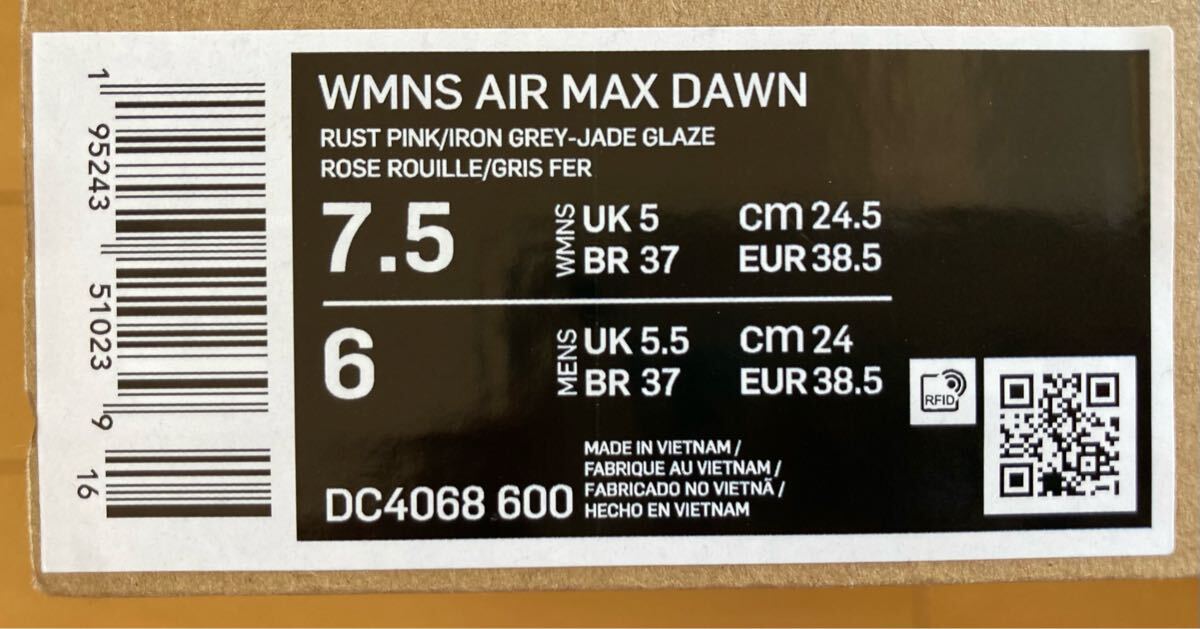 1 95243 51023 9 16
WMNS AIR MAX DAWN
RUST PINK/IRON GREY-JADE GLAZE
ROSE ROUILLE/GRIS FER
7.5 WMNS UK 5 cm 24.5
BR 37 EUR 38.5
6 MENS UK 5.5 cm 24
BR 37 EUR 38.5
RFID
MADE IN VIETNAM /
FABRIQUE AU VIETNAM /
FABRICADO NO VIETNÃ /
HECHO EN VIETNAM
DC4068 600